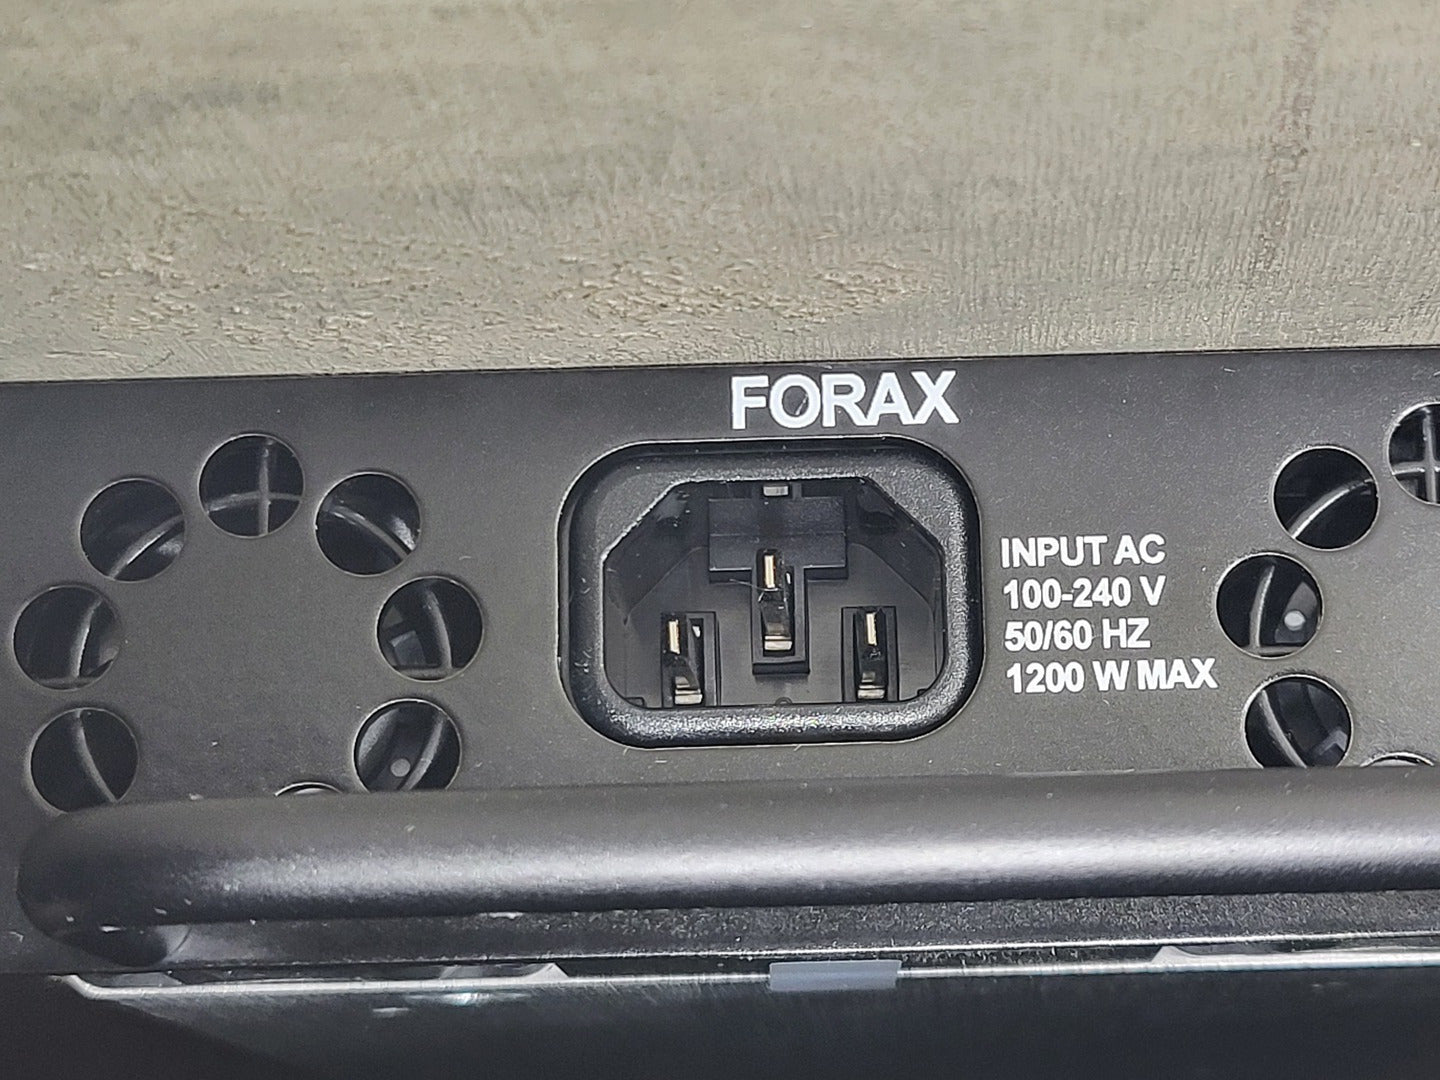 FORAX
INPUT AC
100-240 V
50/60 HZ
1200 W MAX